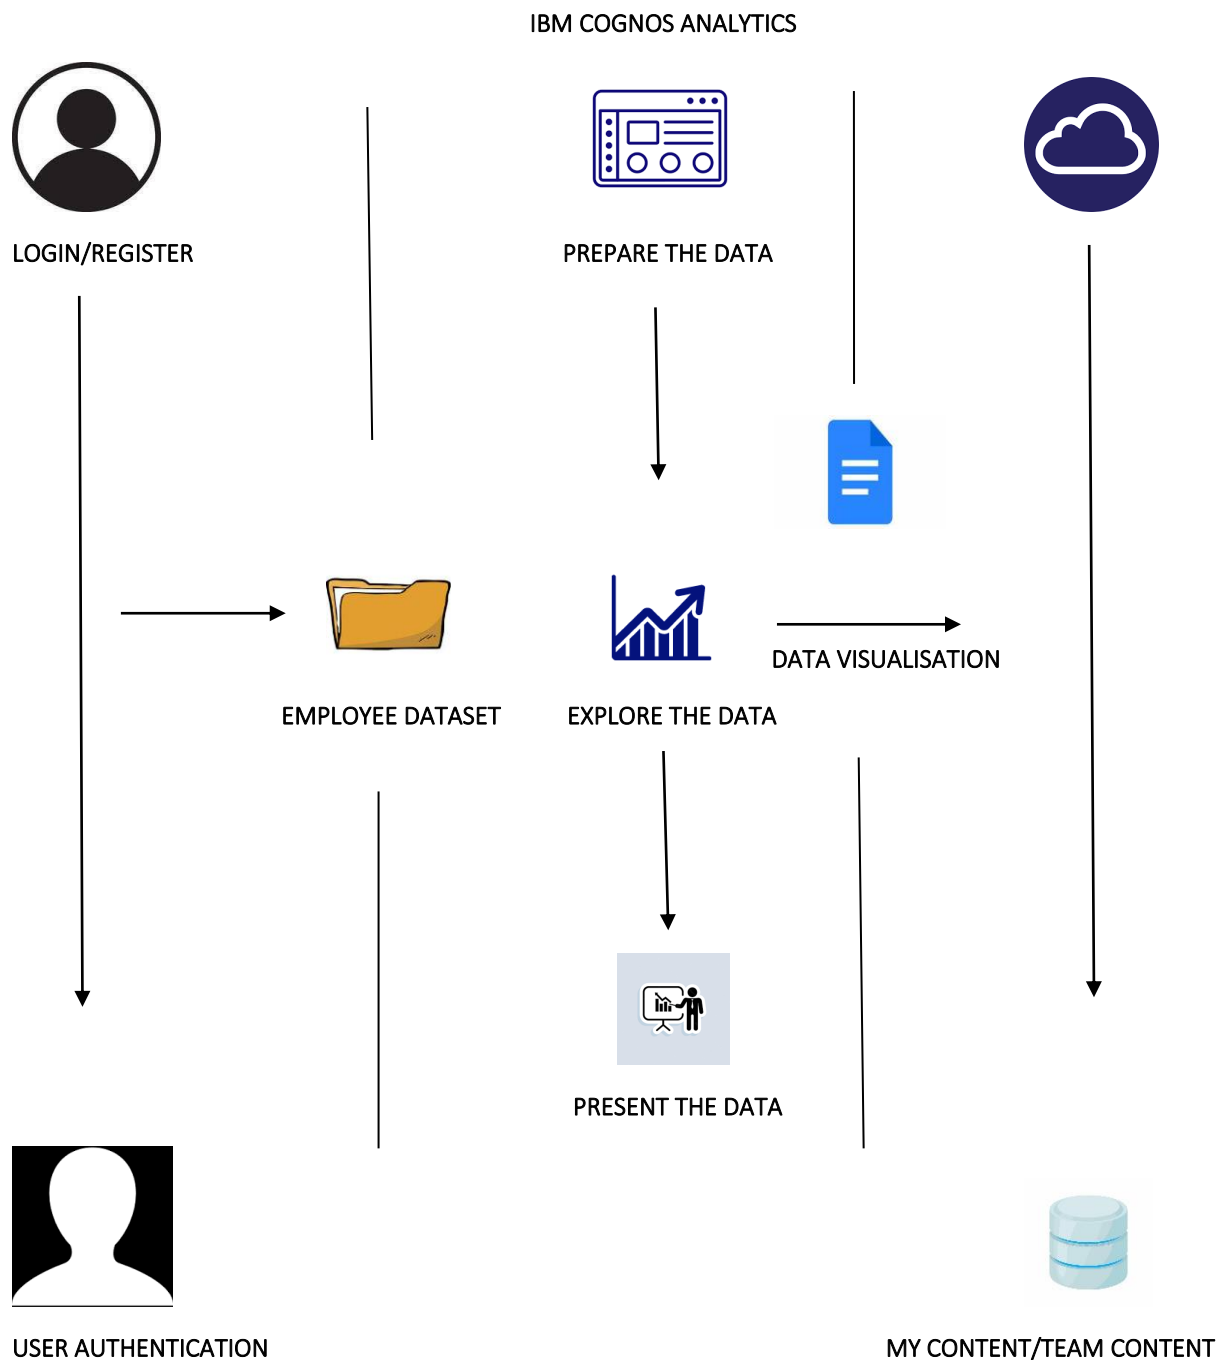 IBM COGNOS ANALYTICS
LOGIN/REGISTER
PREPARE THE DATA
DATA VISUALISATION
EMPLOYEE DATASET
EXPLORE THE DATA
PRESENT THE DATA
USER AUTHENTICATION
MY CONTENT/TEAM CONTENT